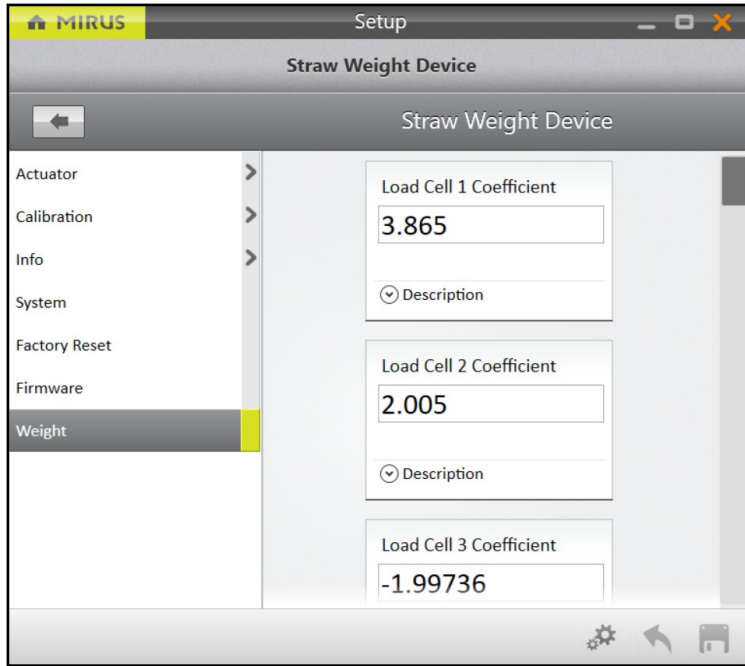 MIRUS
Setup
Straw Weight Device
Straw Weight Device
Actuator
Calibration
Info
System
Factory Reset
Firmware
Weight
Load Cell 1 Coefficient
3.865
Description
Load Cell 2 Coefficient
2.005
Description
Load Cell 3 Coefficient
-1.99736